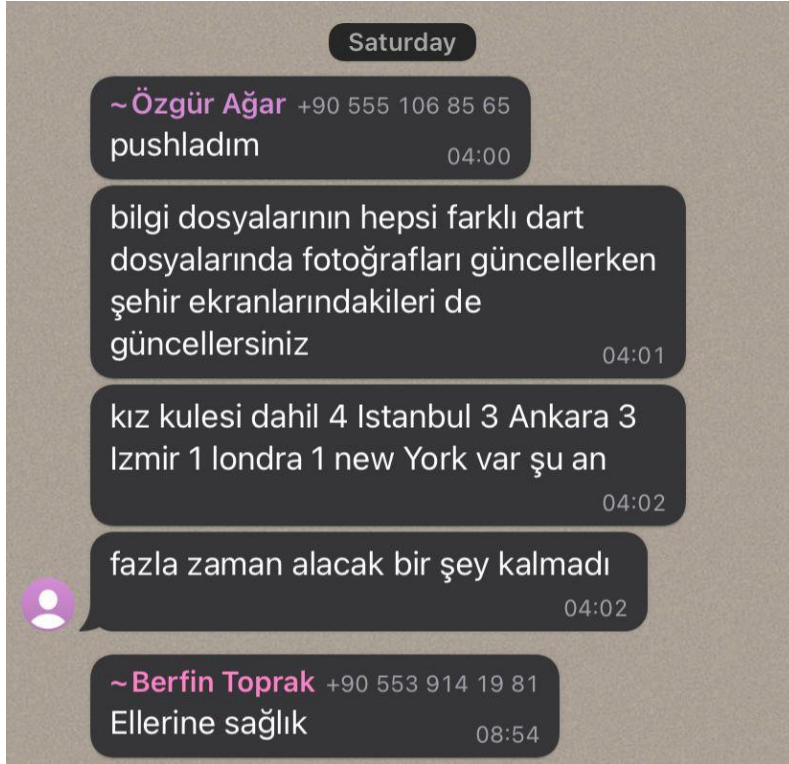 Saturday
~Özgür Ağar +90 555 106 85 65
pushladım
04:00
bilgi dosyalarının hepsi farklı dart
dosyalarında fotoğrafları güncellerken
şehir ekranlarındakileri de
güncellersiniz
04:01
kız kulesi dahil 4 Istanbul 3 Ankara 3
Izmir 1 londra 1 new York var şu an
04:02
fazla zaman alacak bir şey kalmadı
04:02
~Berfin Toprak +90 553 914 19 81
Ellerine sağlık
08:54